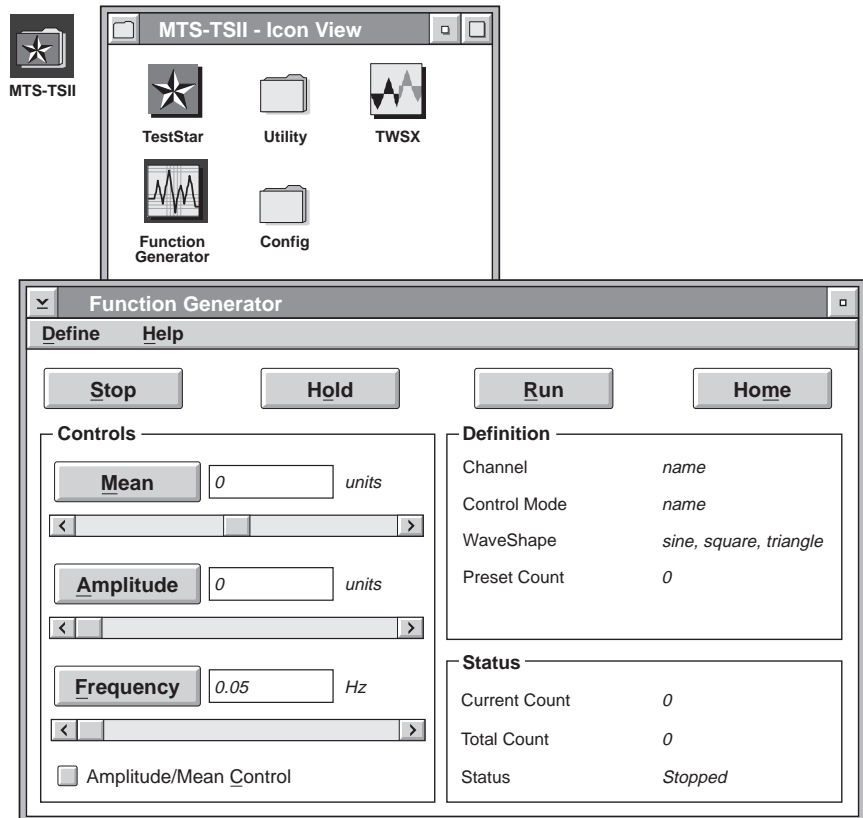 MTS-TSII
MTS-TSII - Icon View
TestStar
Utility
TWSX
Function
Generator
Config
Function Generator
Define Help
Stop Hold Run Home
Controls
Mean 0 units
Amplitude 0 units
Frequency 0.05 Hz
Amplitude/Mean Control
Definition
Channel name
Control Mode name
WaveShape sine, square, triangle
Preset Count 0
Status
Current Count 0
Total Count 0
Status Stopped